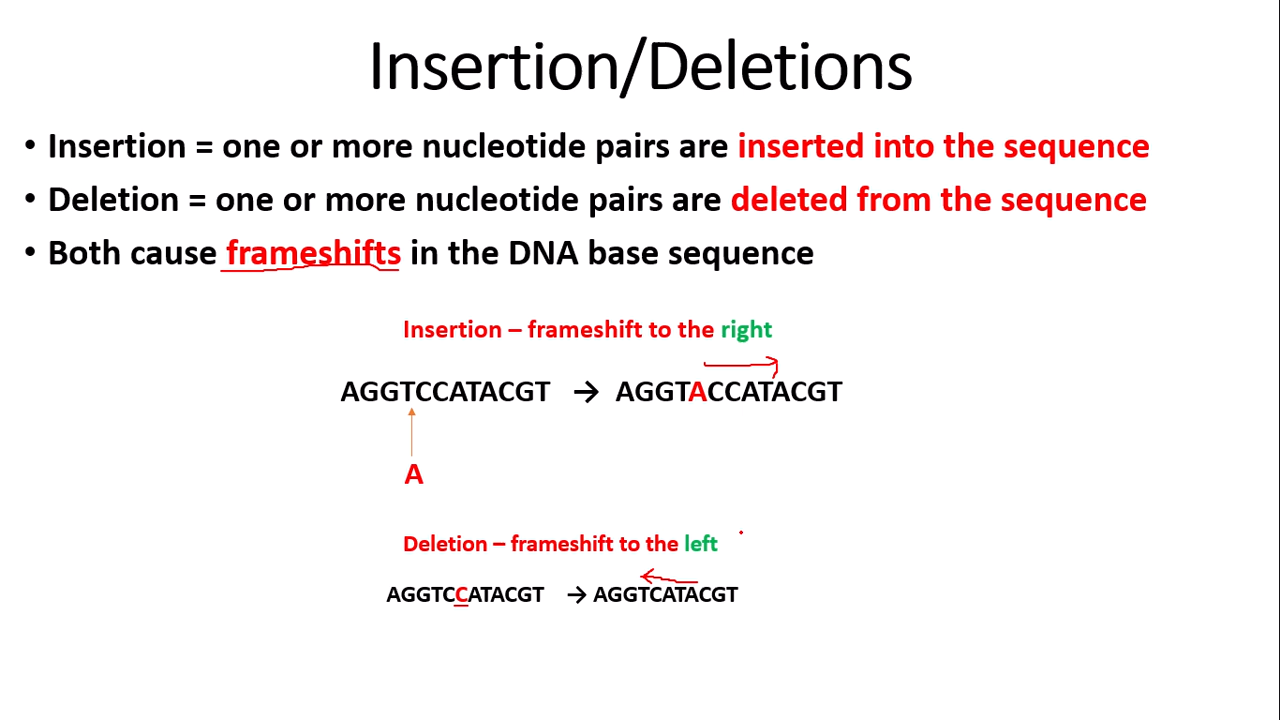 Insertion/Deletions
• Insertion = one or more nucleotide pairs are inserted into the sequence
• Deletion = one or more nucleotide pairs are deleted from the sequence
• Both cause frameshifts in the DNA base sequence
Insertion – frameshift to the right
AGGTCCATACGT → AGGTACCATACGT
A
Deletion – frameshift to the left
AGGTCCATACGT → AGGTCATACGT